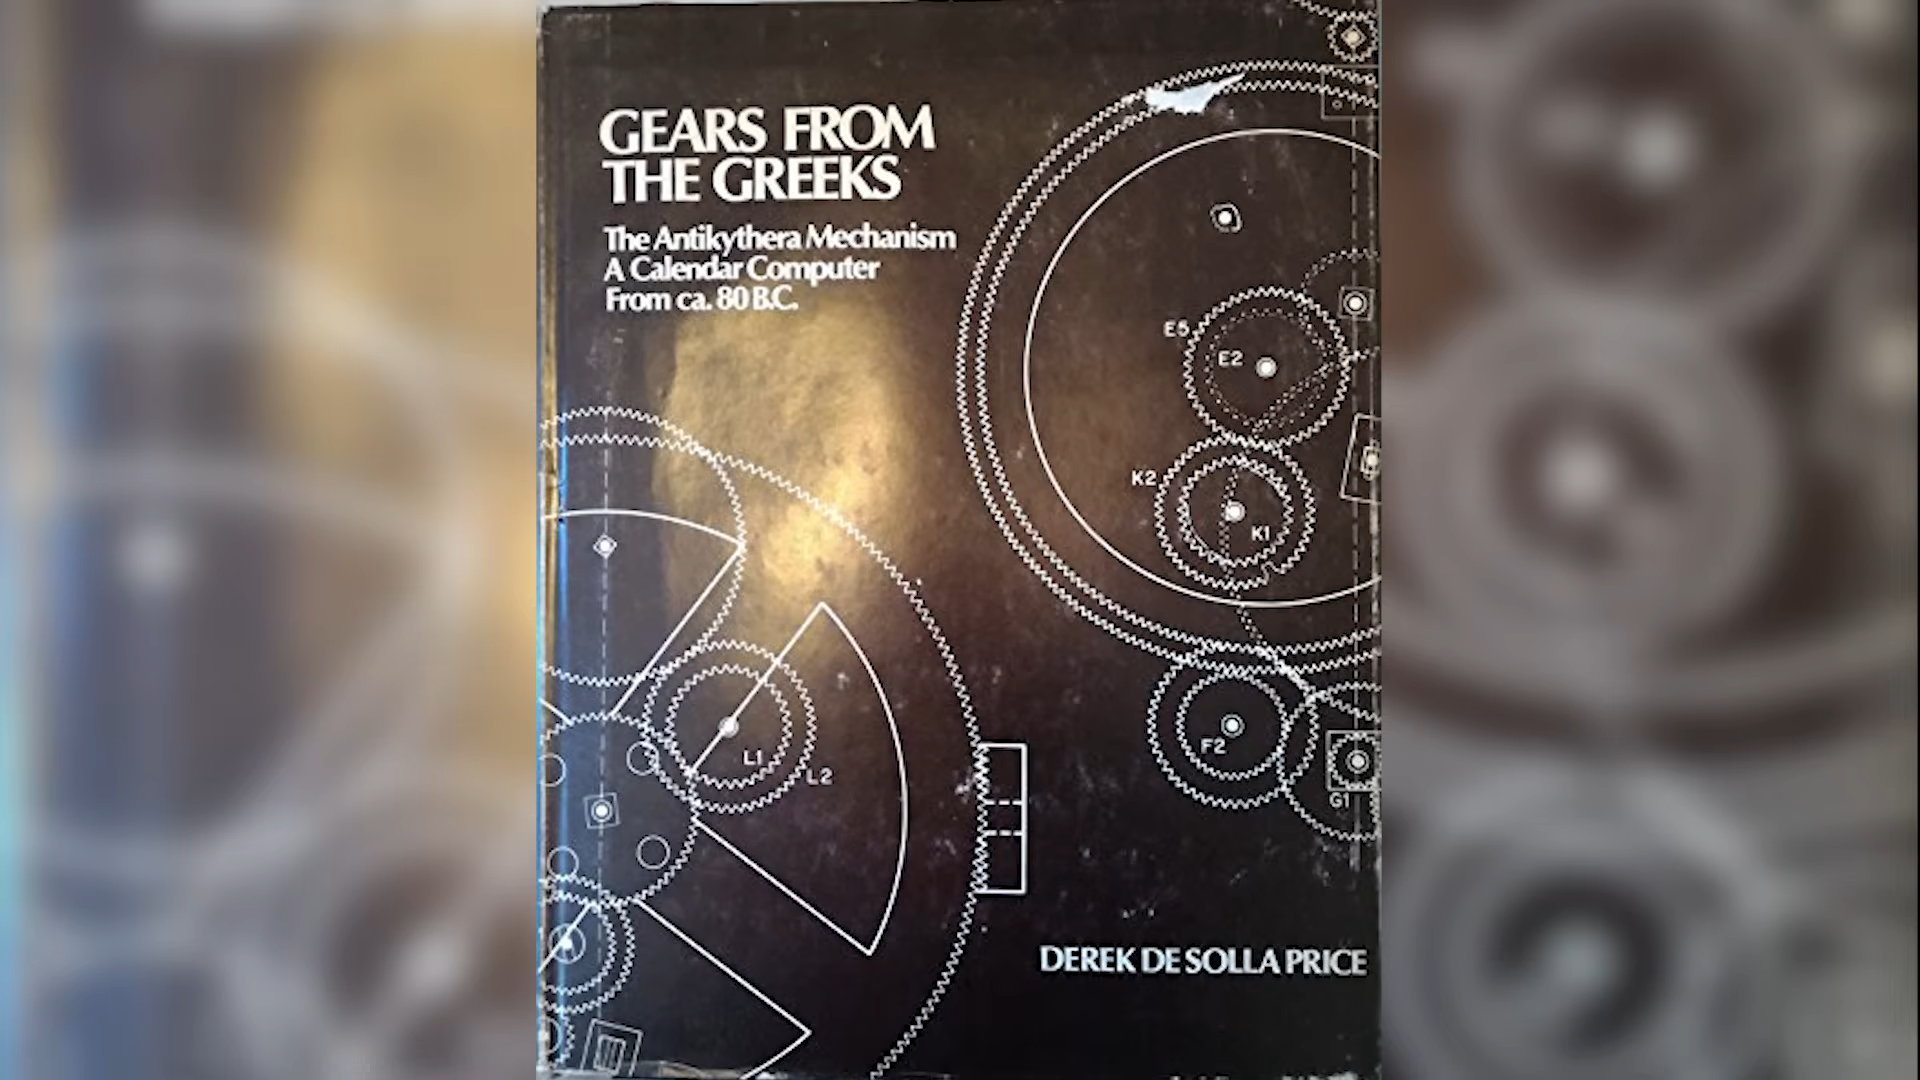 GEARS FROM
THE GREEKS
The Antikythera Mechanism
A Calendar Computer
From ca. 80 B.C.
E5
E2
K2
K1
F2
L1
L2
G1
DEREK DE SOLLA PRICE